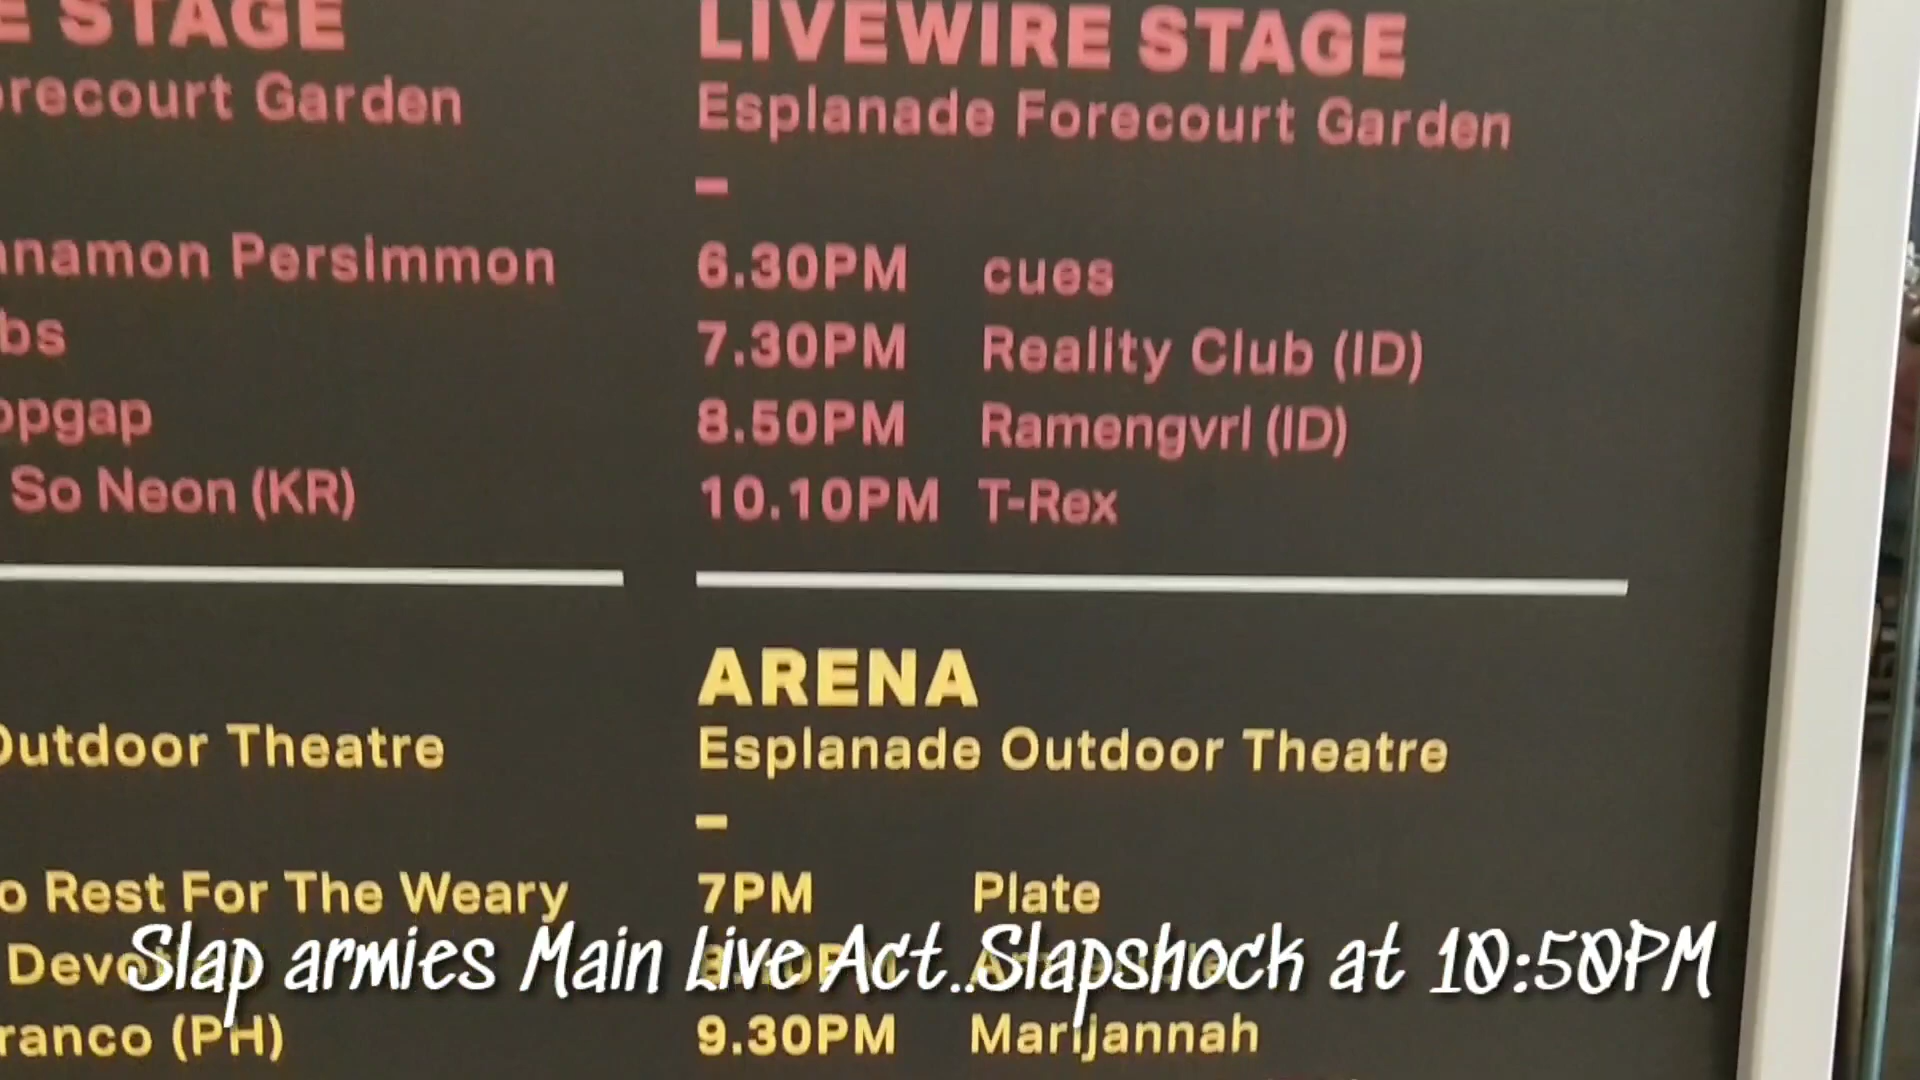 E STAGE
orecourt Garden
nnamon Persimmon
bs
opgap
So Neon (KR)
Outdoor Theatre
o Rest For The Weary
Devo
ranco (PH)
LIVEWIRE STAGE
Esplanade Forecourt Garden
–
6.30PM cues
7.30PM Reality Club (ID)
8.50PM Ramengvrl (ID)
10.10PM T-Rex
ARENA
Esplanade Outdoor Theatre
–
7PM Plate
9.30PM Marijannah
Slap armies Main Live Act..Slapshock at 10:50PM